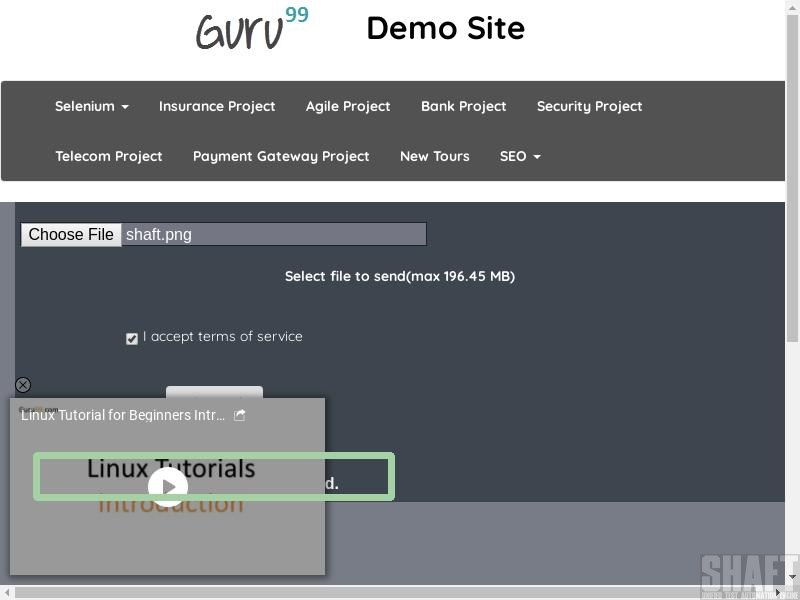 Guru99
Demo Site
Selenium
Insurance Project
Agile Project
Bank Project
Security Project
Telecom Project
Payment Gateway Project
New Tours
SEO
Choose File shaft.png
Select file to send(max 196.45 MB)
I accept terms of service
Linux Tutorial for Beginners Intr...
Linux Tutorials
Introduction
d.
SHAFT